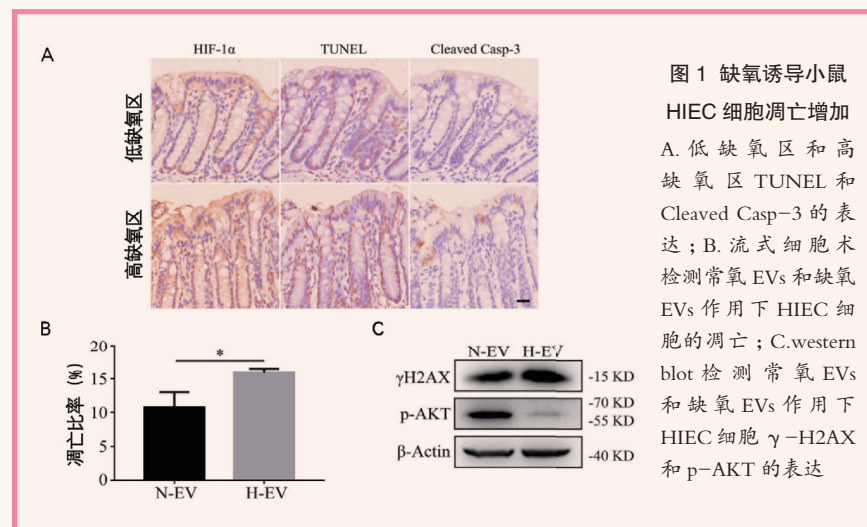 A
HIF-1α TUNEL Cleaved Casp-3
低缺氧区
高缺氧区
B
凋亡比率 (%)
20
15
10
5
0
*
N-EV H-EV
C
N-EV H-EV
γH2AX -15 KD
p-AKT -70 KD
-55 KD
β-Actin -40 KD
图 1 缺氧诱导小鼠
HIEC 细胞凋亡增加
A. 低缺氧区和高
缺氧区 TUNEL 和
Cleaved Casp-3 的表
达；B. 流式细胞术
检测常氧 EVs 和缺氧
EVs 作用下 HIEC 细
胞的凋亡；C.western
blot 检测常氧 EVs
和缺氧 EVs 作用下
HIEC 细胞 γ-H2AX
和 p-AKT 的表达